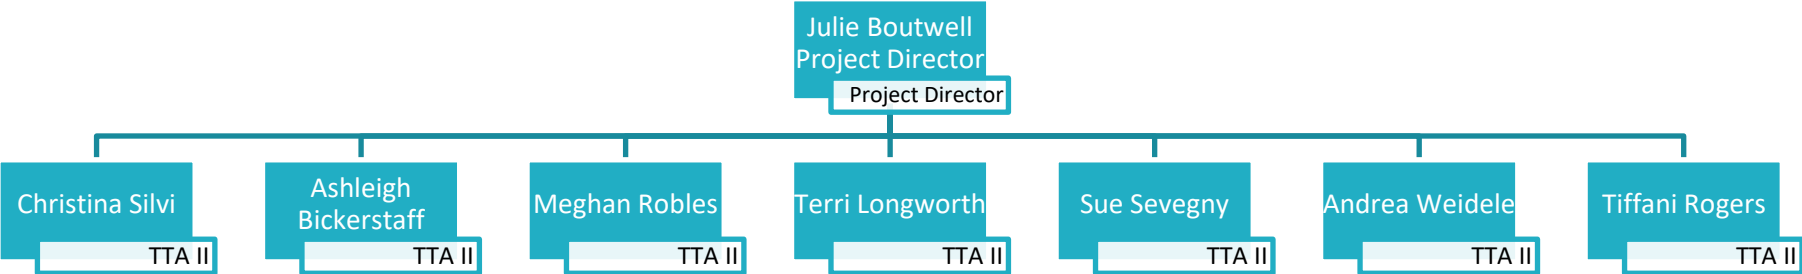 Julie Boutwell
Project Director
Project Director
Christina Silvi
TTA II
Ashleigh
Bickerstaff
TTA II
Meghan Robles
TTA II
Terri Longworth
TTA II
Sue Sevegny
TTA II
Andrea Weidele
TTA II
Tiffani Rogers
TTA II